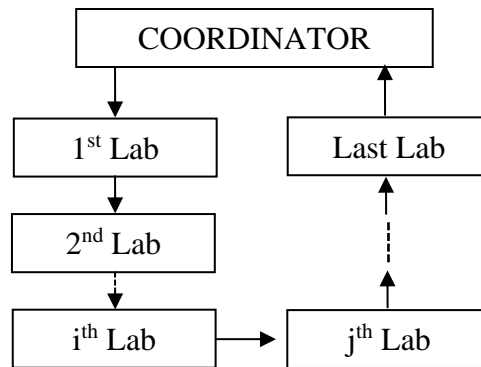 COORDINATOR
1st Lab
Last Lab
2nd Lab
ith Lab
jth Lab